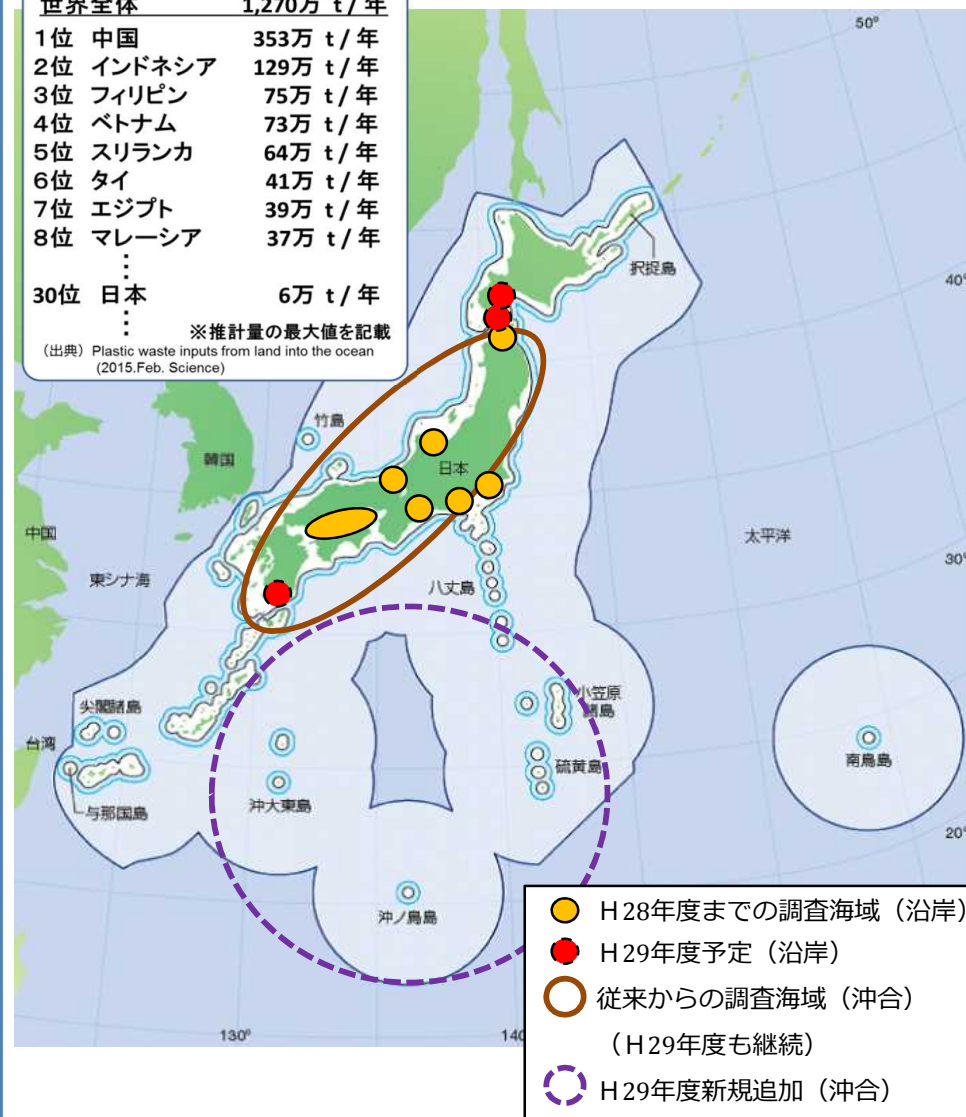 世界全体 1,270万 t / 年
1位 中国 353万 t / 年
2位 インドネシア 129万 t / 年
3位 フィリピン 75万 t / 年
4位 ベトナム 73万 t / 年
5位 スリランカ 64万 t / 年
6位 タイ 41万 t / 年
7位 エジプト 39万 t / 年
8位 マレーシア 37万 t / 年
⋮
30位 日本 6万 t / 年
⋮
※推計量の最大値を記載
（出典）Plastic waste inputs from land into the ocean
(2015.Feb. Science)
50°
択捉島
40°
竹島
日本
韓国
中国
太平洋
東シナ海
30°
八丈島
尖閣諸島
小笠原
諸島
台湾
硫黄島
南鳥島
与那国島
沖大東島
20°
沖ノ鳥島
130°
140
H28年度までの調査海域（沿岸）
H29年度予定（沿岸）
従来からの調査海域（沖合）
（H29年度も継続）
H29年度新規追加（沖合）